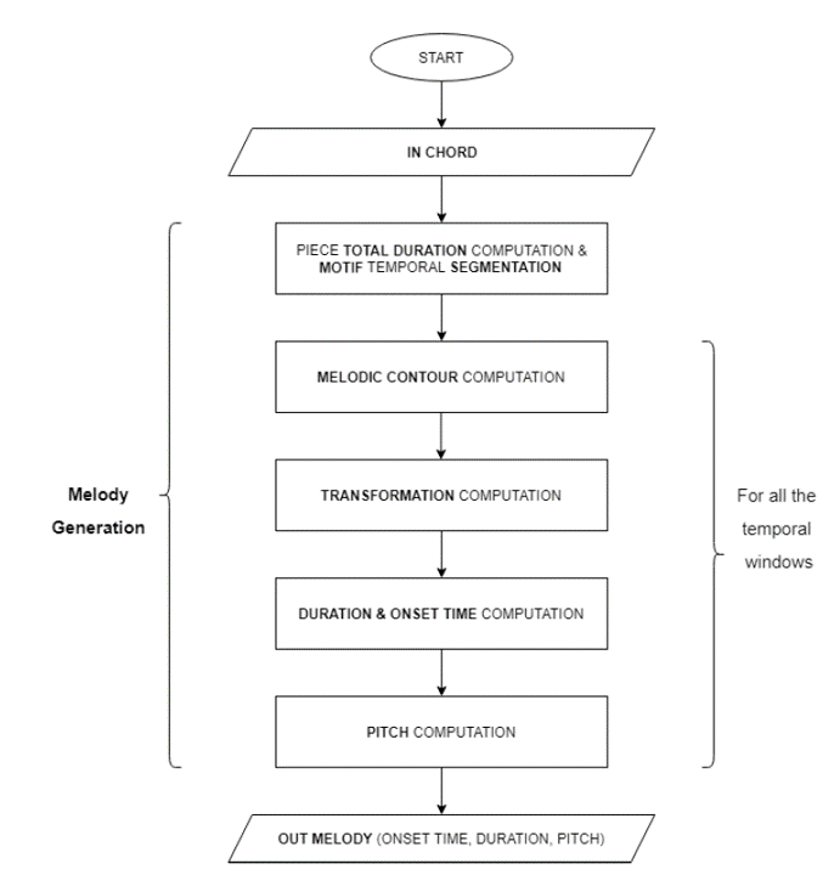 START
IN CHORD
PIECE TOTAL DURATION COMPUTATION &
MOTIF TEMPORAL SEGMENTATION
MELODIC CONTOUR COMPUTATION
TRANSFORMATION COMPUTATION
Melody
Generation
For all the
temporal
windows
DURATION & ONSET TIME COMPUTATION
PITCH COMPUTATION
OUT MELODY (ONSET TIME, DURATION, PITCH)